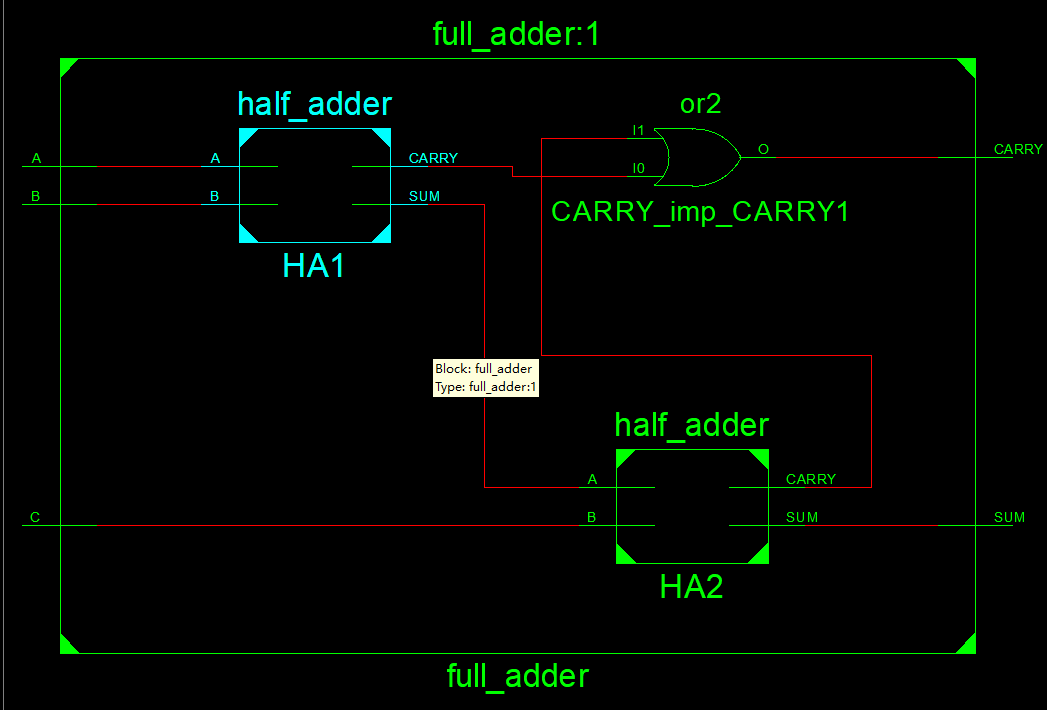 full_adder:1
half_adder
or2
I1
A
A
CARRY
O
CARRY
I0
B
B
SUM
CARRY_imp_CARRY1
HA1
Block: full_adder
Type: full_adder:1
half_adder
A
CARRY
C
B
SUM
SUM
HA2
full_adder